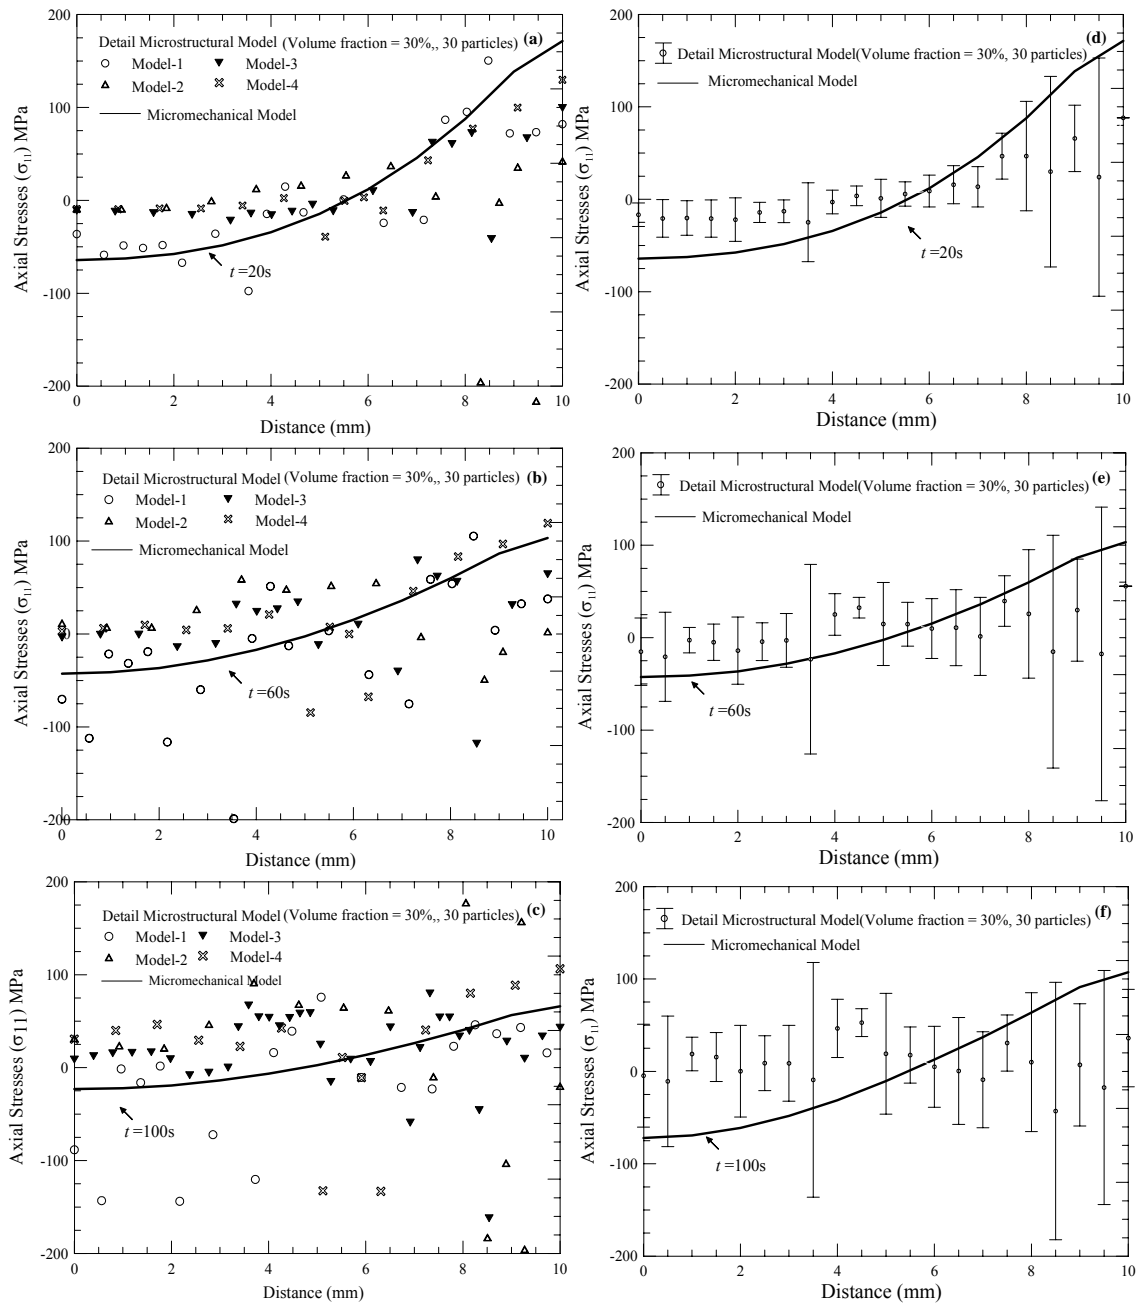 200
100
0
-100
-200
Axial Stresses (σ₁₁) MPa
Detail Microstructural Model (Volume fraction = 30%,, 30 particles) (a)
Model-1 Model-3
Model-2 Model-4
Micromechanical Model
t =20s
0 2 4 6 8 10
Distance (mm)
200
100
0
-100
-200
Axial Stresses (σ₁₁) MPa
Detail Microstructural Model(Volume fraction = 30%, 30 particles) (d)
Micromechanical Model
t =20s
0 2 4 6 8 10
Distance (mm)
200
100
0
-100
-200
Axial Stresses (σ₁₁) MPa
Detail Microstructural Model (Volume fraction = 30%,, 30 particles) (b)
Model-1 Model-3
Model-2 Model-4
Micromechanical Model
t =60s
0 2 4 6 8 10
Distance (mm)
200
100
0
-100
-200
Axial Stresses (σ₁₁) MPa
Detail Microstructural Model(Volume fraction = 30%, 30 particles) (e)
Micromechanical Model
t =60s
0 2 4 6 8 10
Distance (mm)
200
100
0
-100
-200
Axial Stresses (σ11) MPa
Detail Microstructural Model (Volume fraction = 30%,, 30 particles) (c)
Model-1 Model-3
Model-2 Model-4
Micromechanical Model
t =100s
0 2 4 6 8 10
Distance (mm)
200
100
0
-100
-200
Axial Stresses (σ₁₁) MPa
Detail Microstructural Model(Volume fraction = 30%, 30 particles) (f)
Micromechanical Model
t =100s
0 2 4 6 8 10
Distance (mm)